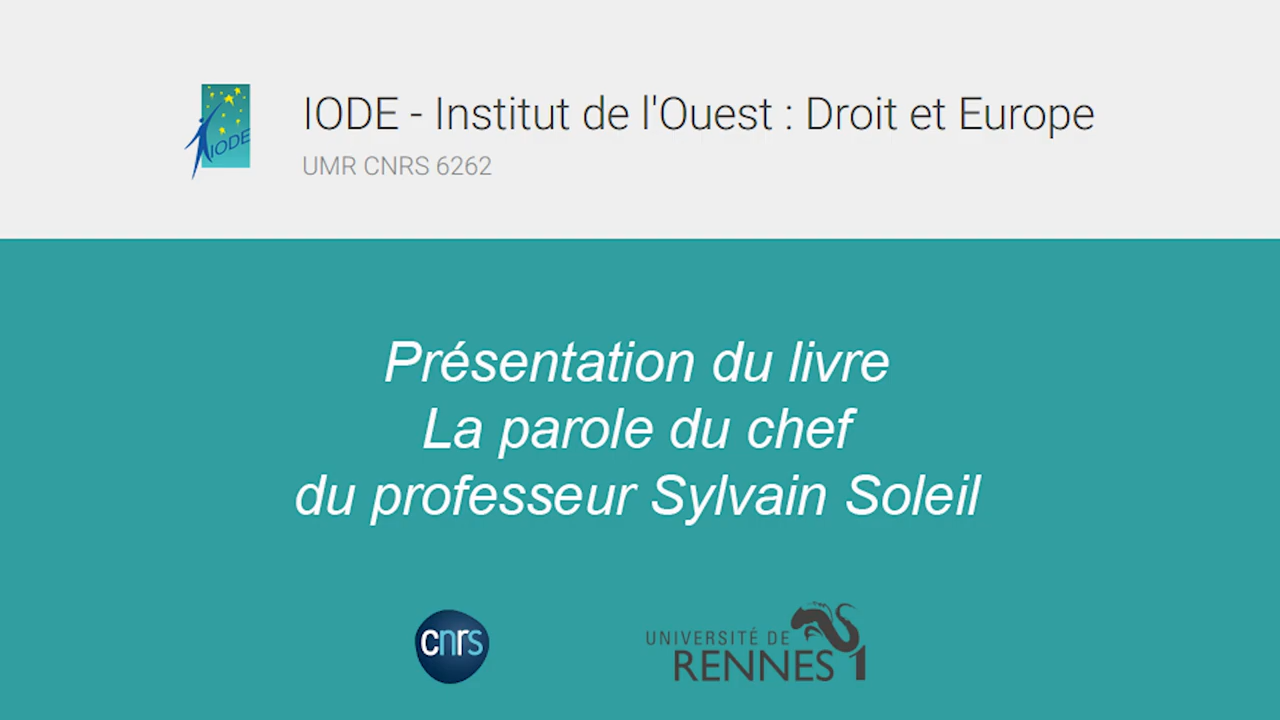 IODE
IODE - Institut de l'Ouest : Droit et Europe
UMR CNRS 6262
Présentation du livre
La parole du chef
du professeur Sylvain Soleil
cnrs
UNIVERSITÉ DE
RENNES 1